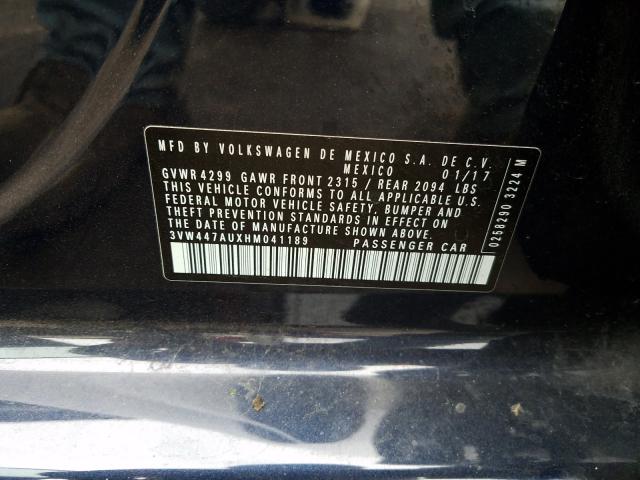 MFD BY VOLKSWAGEN DE MEXICO S.A. DE C.V.
MEXICO 01/17
GVWR 4299 GAWR FRONT 2315 / REAR 2094 LBS
THIS VEHICLE CONFORMS TO ALL APPLICABLE U.S.
FEDERAL MOTOR VEHICLE SAFETY, BUMPER AND
THEFT PREVENTION STANDARDS IN EFFECT ON
THE DATE OF MANUFACTURE SHOWN ABOVE.
3VW447AUXHM041189 PASSENGER CAR
0258290 3224 M